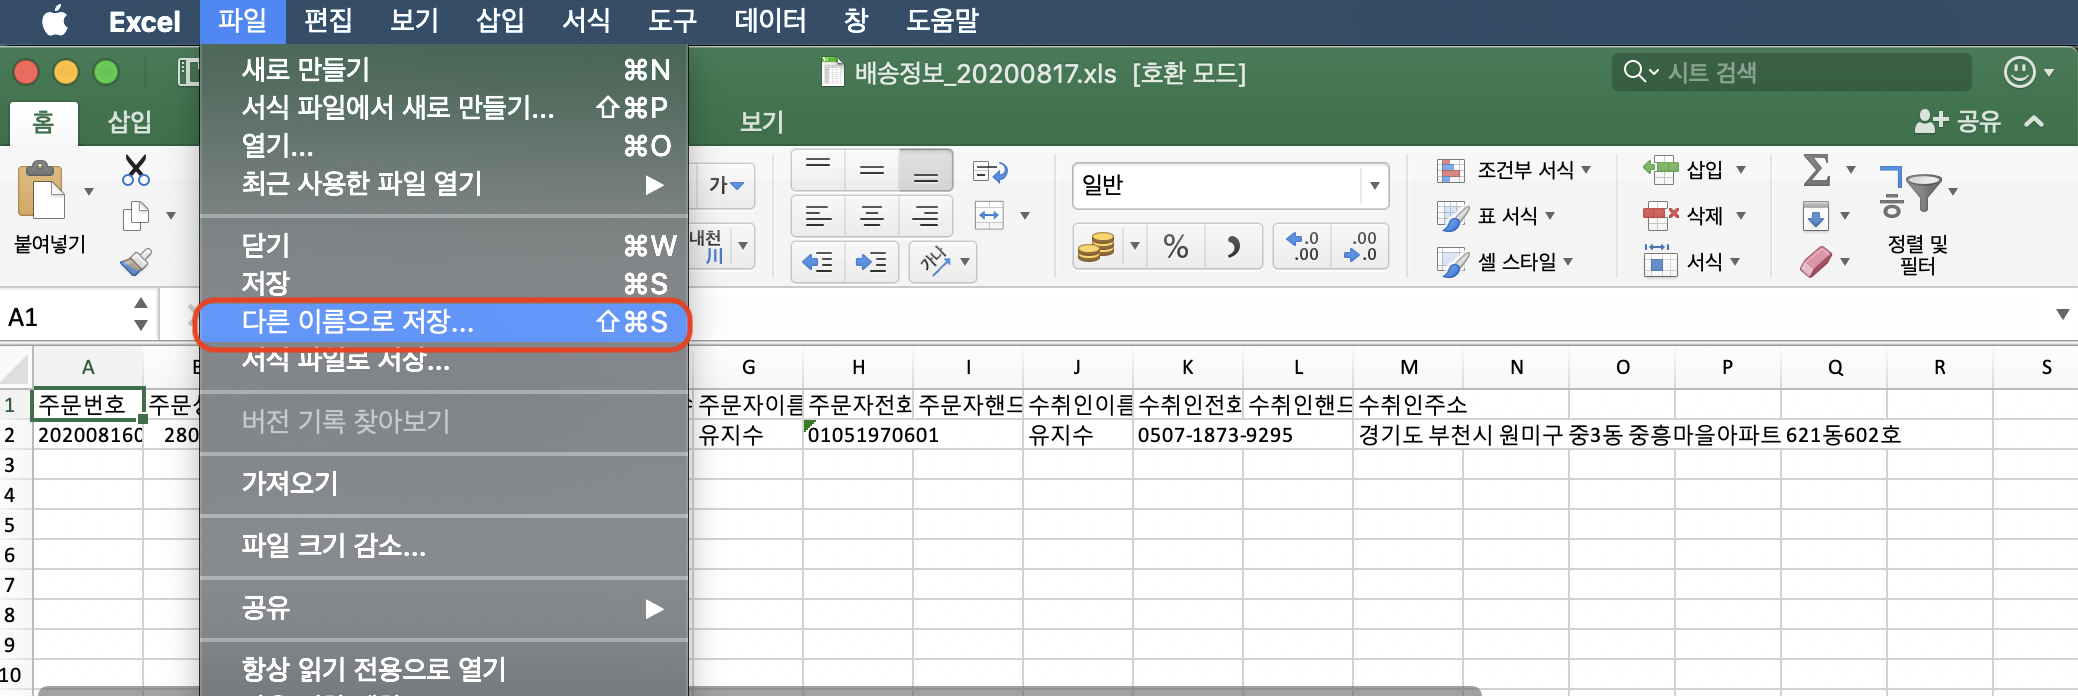 Excel 파일 편집 보기 삽입 서식 도구 데이터 창 도움말
배송정보_20200817.xls [호환 모드]
시트 검색
홈 삽입 보기 공유
새로 만들기 ⌘N
서식 파일에서 새로 만들기... ⇧⌘P
열기... ⌘O
최근 사용한 파일 열기 ▶
닫기 ⌘W
저장 ⌘S
다른 이름으로 저장... ⇧⌘S
서식 파일로 저장...
버전 기록 찾아보기
가져오기
파일 크기 감소...
공유 ▶
항상 읽기 전용으로 열기
붙여넣기
가
내천
川
가나
일반
% 
.0
.00
.00
.0
조건부 서식
표 서식
셀 스타일
삽입
삭제
서식
Σ
정렬 및
필터
A1
A G H I J K L M N O P Q R S
1 주문번호 주문자이름 주문자전화 주문자핸드 수취인이름 수취인전화 수취인핸드 수취인주소
2 202008160 280 유지수 01051970601 유지수 0507-1873-9295 경기도 부천시 원미구 중3동 중흥마을아파트 621동602호
3
4
5
6
7
8
9
10